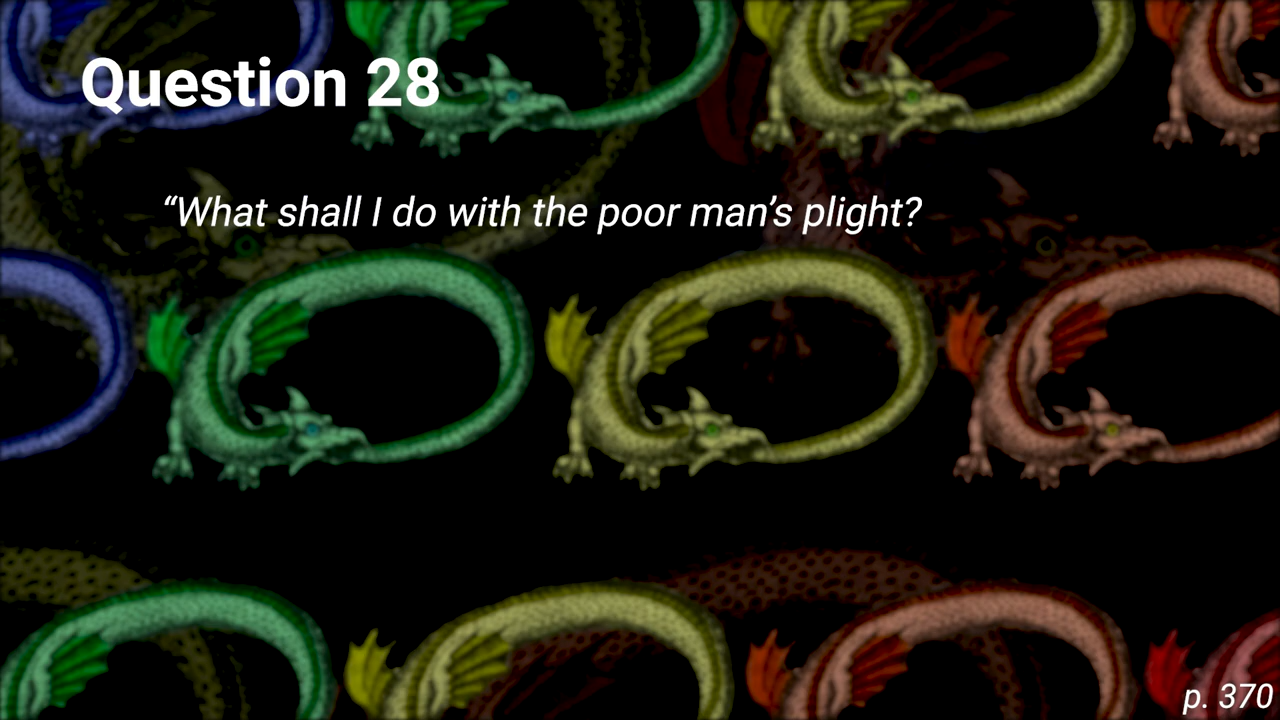 Question 28
“What shall I do with the poor man’s plight?
p. 370